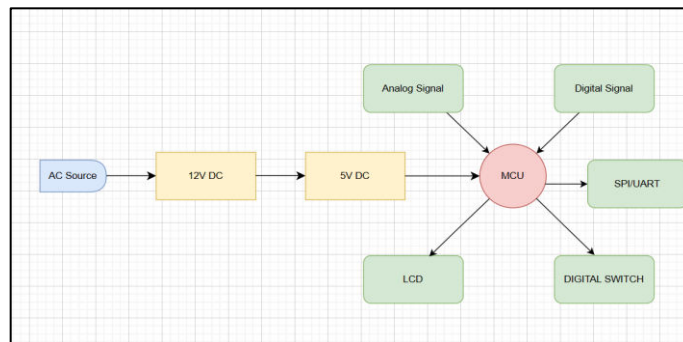 Analog Signal
Digital Signal
AC Source
12V DC
5V DC
MCU
SPI/UART
LCD
DIGITAL SWITCH